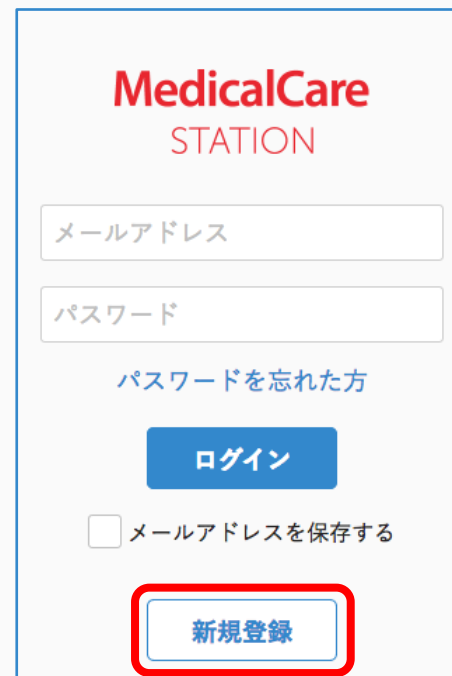 MedicalCare
STATION
メールアドレス
パスワード
パスワードを忘れた方
ログイン
メールアドレスを保存する
新規登録